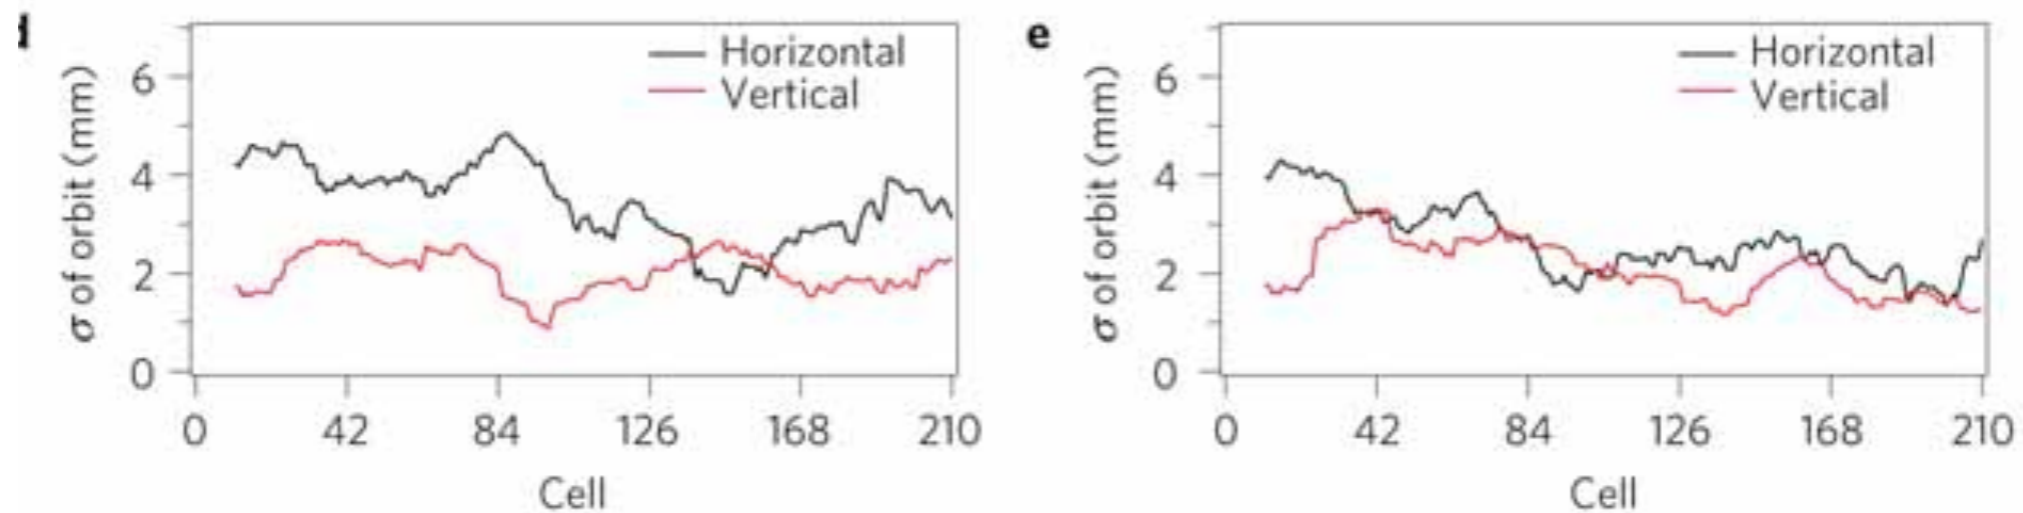 d
Horizontal
Vertical
σ of orbit (mm)
6
4
2
0
0 42 84 126 168 210
Cell
e
Horizontal
Vertical
σ of orbit (mm)
6
4
2
0
0 42 84 126 168 210
Cell